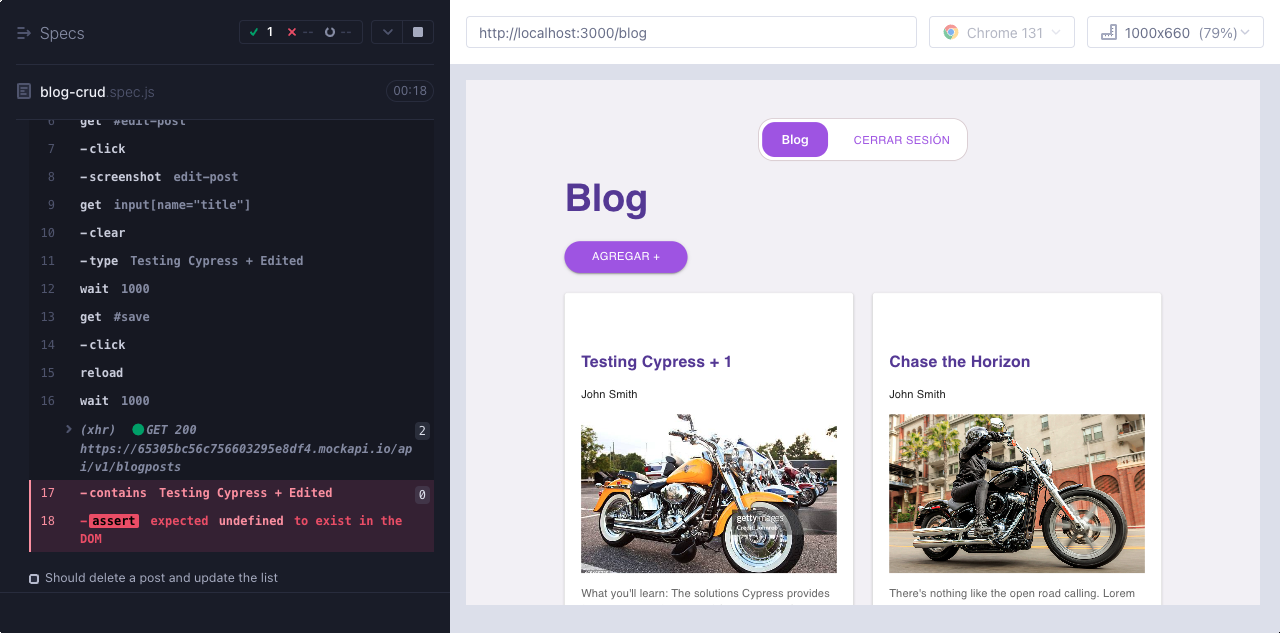 Specs
1
--
--
http://localhost:3000/blog
Chrome 131
1000x660 (79%)
blog-crud.spec.js
00:18
6 get #edit-post
7 -click
8 -screenshot edit-post
9 get input[name="title"]
10 -clear
11 -type Testing Cypress + Edited
12 wait 1000
13 get #save
14 -click
15 reload
16 wait 1000
(xhr) GET 200 2
https://65305bc56c756603295e8df4.mockapi.io/ap
i/v1/blogposts
17 -contains Testing Cypress + Edited 0
18 -assert expected undefined to exist in the
DOM
Should delete a post and update the list
Blog
CERRAR SESIÓN
Blog
AGREGAR +
Testing Cypress + 1
John Smith
gettyimages
What you'll learn: The solutions Cypress provides
Chase the Horizon
John Smith
There's nothing like the open road calling. Lorem